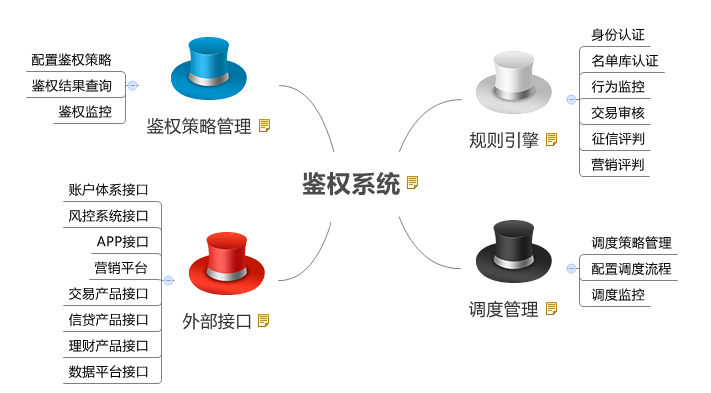 鉴权系统
鉴权策略管理
配置鉴权策略
鉴权结果查询
鉴权监控
规则引擎
身份认证
名单库认证
行为监控
交易审核
征信评判
营销评判
外部接口
账户体系接口
风控系统接口
APP接口
营销平台
交易产品接口
信贷产品接口
理财产品接口
数据平台接口
调度管理
调度策略管理
配置调度流程
调度监控